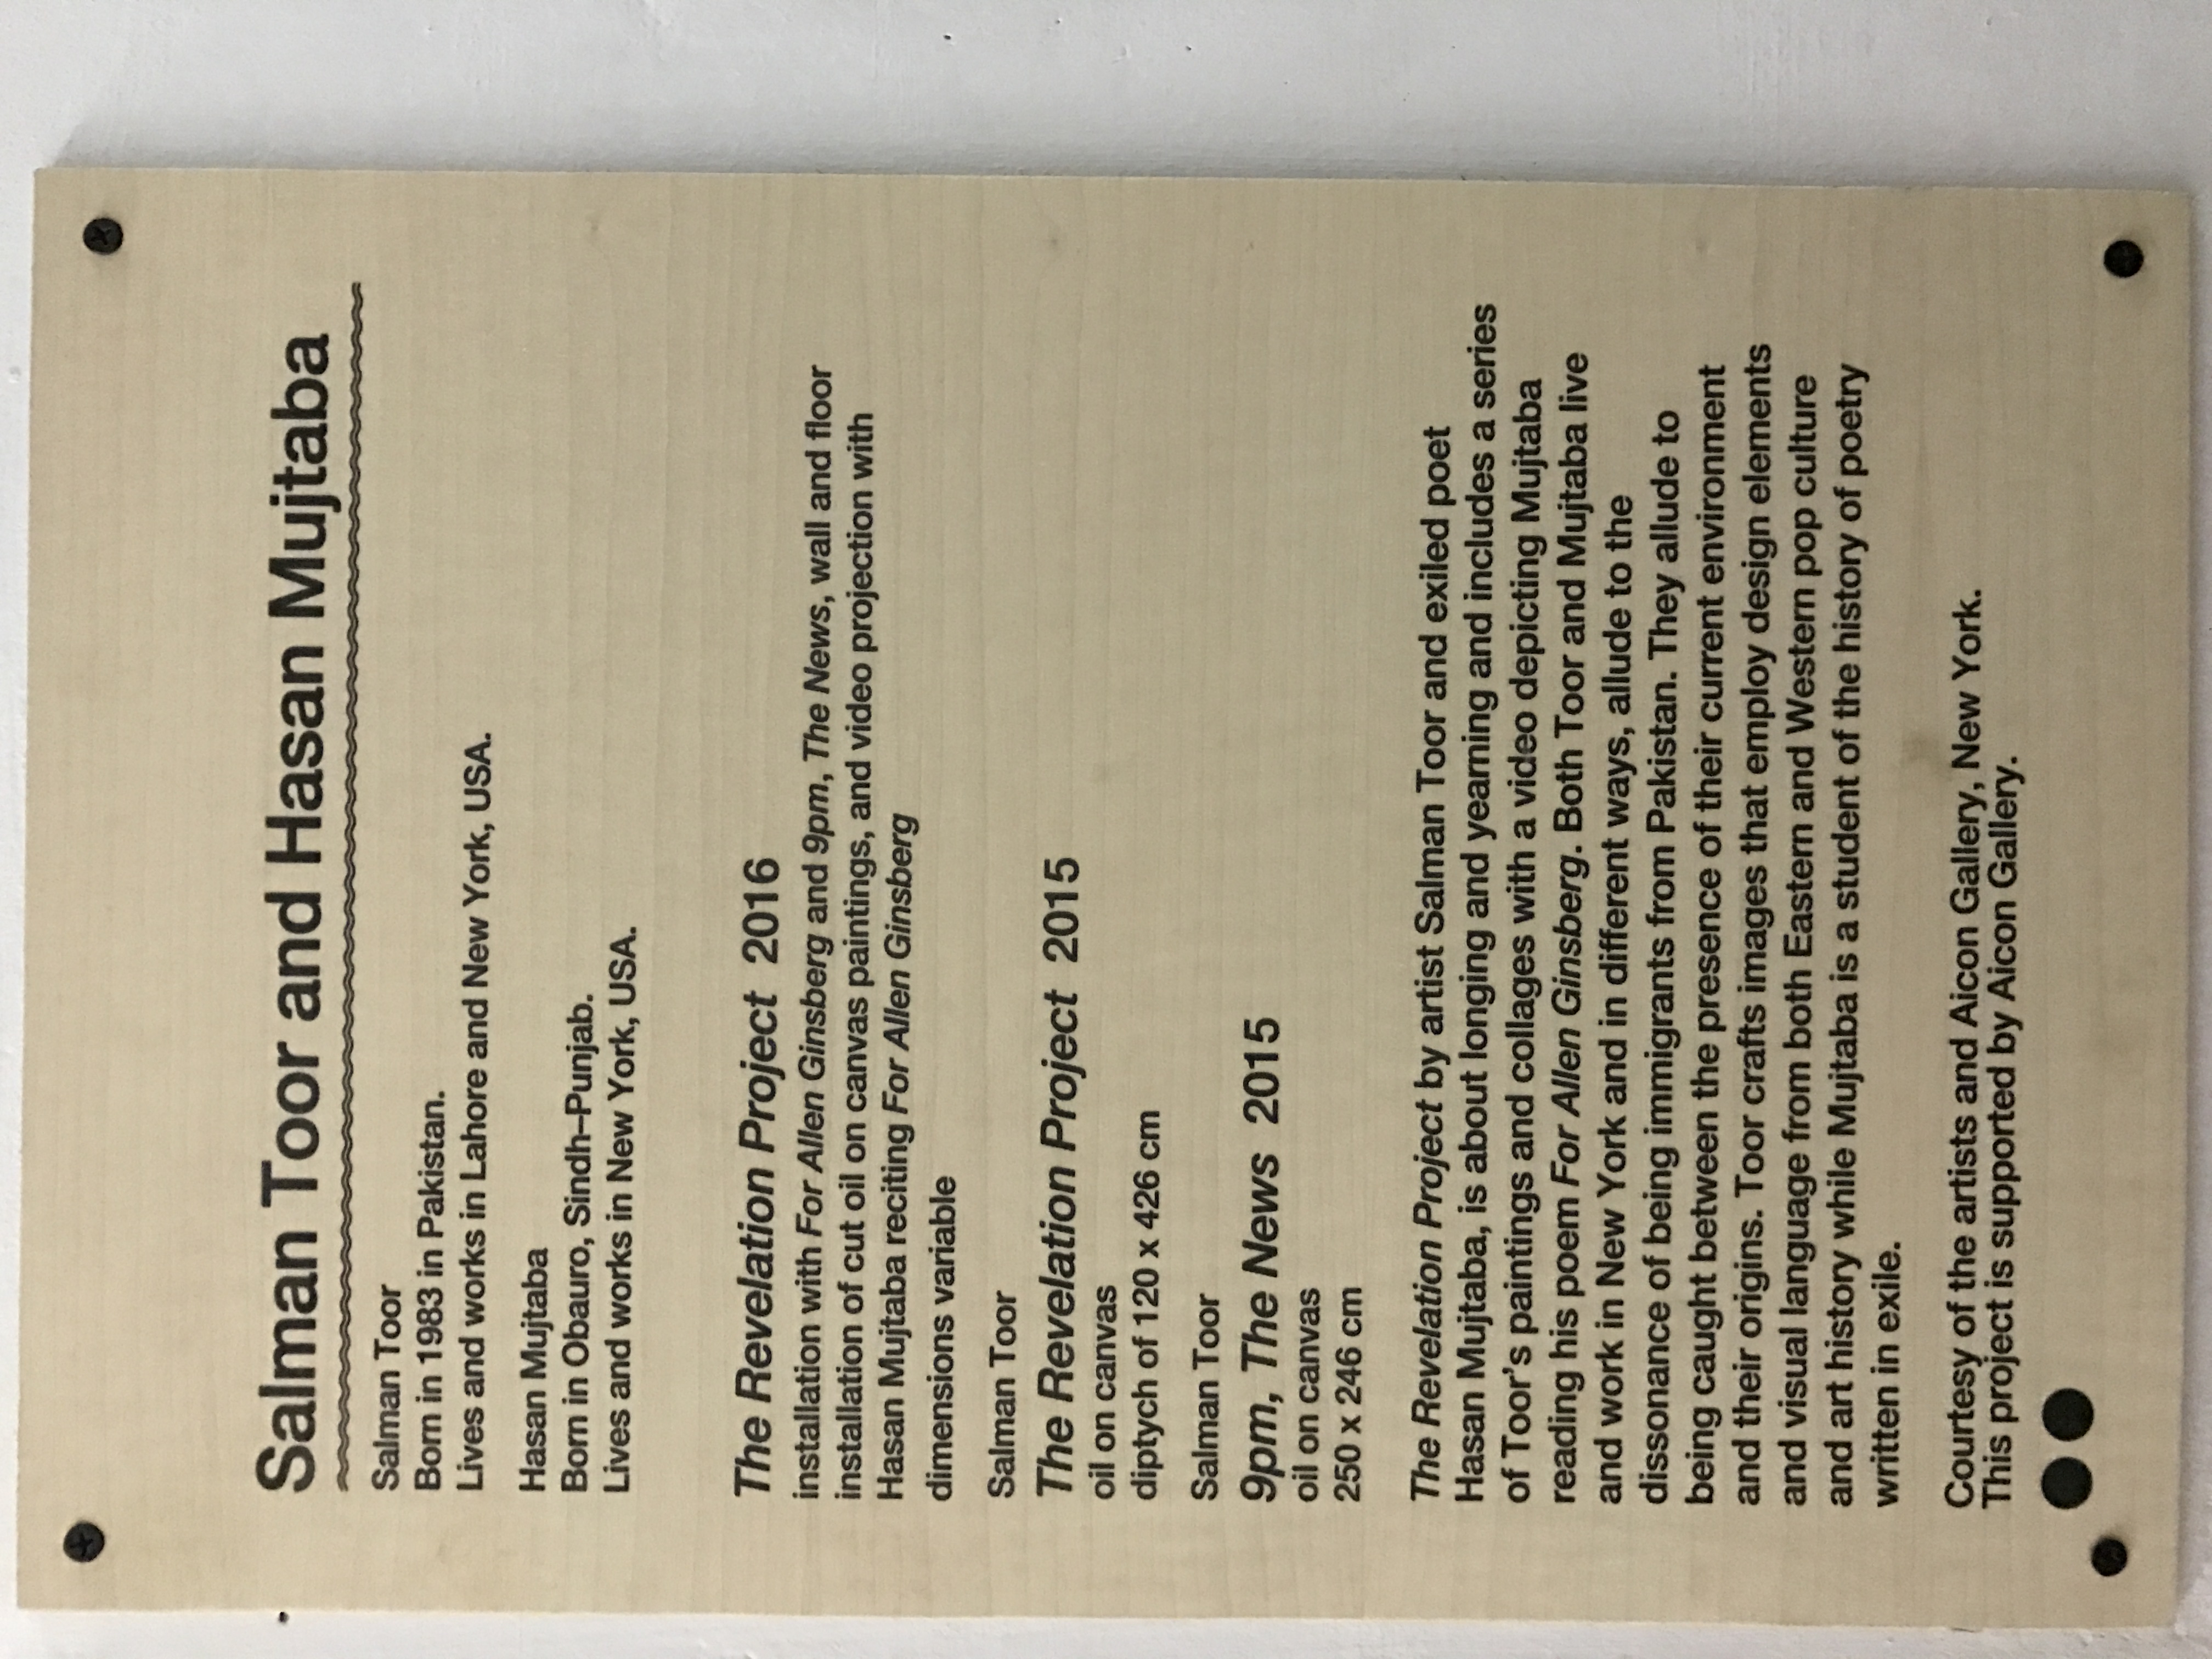 Salman Toor and Hasan Mujtaba
Salman Toor
Born in 1983 in Pakistan.
Lives and works in Lahore and New York, USA.
Hasan Mujtaba
Born in Obauro, Sindh–Punjab.
Lives and works in New York, USA.
The Revelation Project 2016
installation with For Allen Ginsberg and 9pm, The News, wall and floor
installation of cut oil on canvas paintings, and video projection with
Hasan Mujtaba reciting For Allen Ginsberg
dimensions variable
Salman Toor
The Revelation Project 2015
oil on canvas
diptych of 120 x 426 cm
Salman Toor
9pm, The News 2015
oil on canvas
250 x 246 cm
The Revelation Project by artist Salman Toor and exiled poet
Hasan Mujtaba, is about longing and yearning and includes a series
of Toor's paintings and collages with a video depicting Mujtaba
reading his poem For Allen Ginsberg. Both Toor and Mujtaba live
and work in New York and in different ways, allude to the
dissonance of being immigrants from Pakistan. They allude to
being caught between the presence of their current environment
and their origins. Toor crafts images that employ design elements
and visual language from both Eastern and Western pop culture
and art history while Mujtaba is a student of the history of poetry
written in exile.
Courtesy of the artists and Aicon Gallery, New York.
This project is supported by Aicon Gallery.